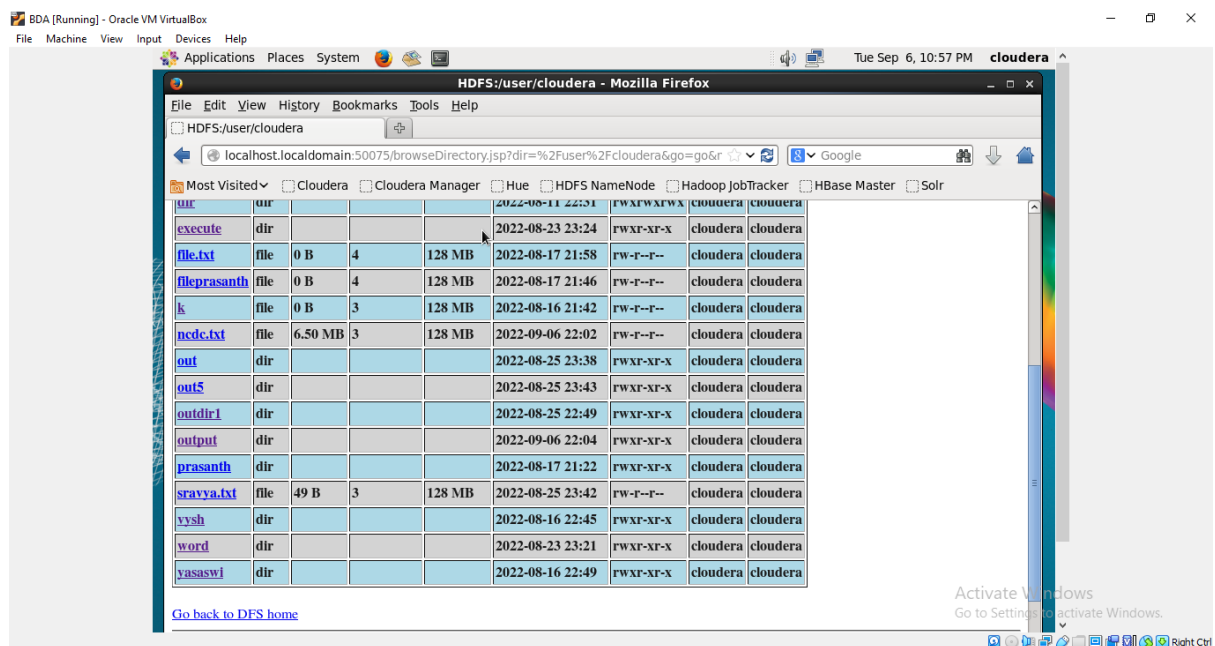 BDA [Running] - Oracle VM VirtualBox
File Machine View Input Devices Help
Applications Places System Tue Sep 6, 10:57 PM cloudera
HDFS:/user/cloudera - Mozilla Firefox
File Edit View History Bookmarks Tools Help
HDFS:/user/cloudera
localhost.localdomain:50075/browseDirectory.jsp?dir=%2Fuser%2Fcloudera&go=go&r Google
Most Visited Cloudera Cloudera Manager Hue HDFS NameNode Hadoop JobTracker HBase Master Solr
dir dir 2022-08-11 22:51 rwxrwxrwx cloudera cloudera
execute dir 2022-08-23 23:24 rwxr-xr-x cloudera cloudera
file.txt file 0 B 4 128 MB 2022-08-17 21:58 rw-r--r-- cloudera cloudera
fileprasanth file 0 B 4 128 MB 2022-08-17 21:46 rw-r--r-- cloudera cloudera
k file 0 B 3 128 MB 2022-08-16 21:42 rw-r--r-- cloudera cloudera
ncdc.txt file 6.50 MB 3 128 MB 2022-09-06 22:02 rw-r--r-- cloudera cloudera
out dir 2022-08-25 23:38 rwxr-xr-x cloudera cloudera
out5 dir 2022-08-25 23:43 rwxr-xr-x cloudera cloudera
outdir1 dir 2022-08-25 22:49 rwxr-xr-x cloudera cloudera
output dir 2022-09-06 22:04 rwxr-xr-x cloudera cloudera
prasanth dir 2022-08-17 21:22 rwxr-xr-x cloudera cloudera
sravya.txt file 49 B 3 128 MB 2022-08-25 23:42 rw-r--r-- cloudera cloudera
vysh dir 2022-08-16 22:45 rwxr-xr-x cloudera cloudera
word dir 2022-08-23 23:21 rwxr-xr-x cloudera cloudera
yasaswi dir 2022-08-16 22:49 rwxr-xr-x cloudera cloudera
Go back to DFS home
Activate Windows
Go to Settings to activate Windows.
Right Ctrl